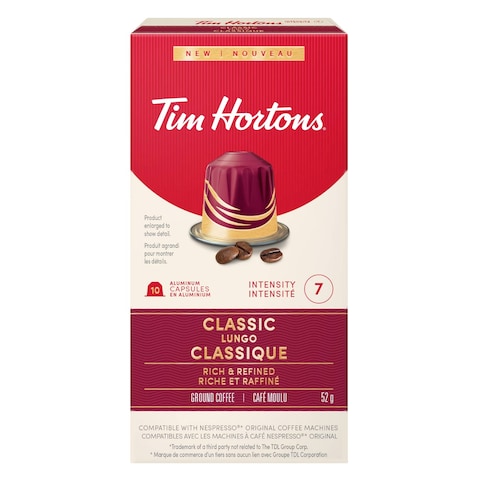 NEW | NOUVEAU
Tim Hortons®
Product
enlarged to
show detail.
Produit agrandi
pour montrer
les détails.
10
ALUMINUM
CAPSULES
EN ALUMINIUM
INTENSITY
INTENSITÉ
7
CLASSIC
LUNGO
CLASSIQUE
RICH & REFINED
RICHE ET RAFFINÉ
GROUND COFFEE | CAFÉ MOULU 52 g
COMPATIBLE WITH NESPRESSO®* ORIGINAL COFFEE MACHINES
COMPATIBLES AVEC LES MACHINES À CAFÉ NESPRESSO®* ORIGINAL
*Trademark of a third party not related to The TDL Group Corp.
* Marque de commerce d'un tiers sans aucun lien avec Groupe TDL Corporation